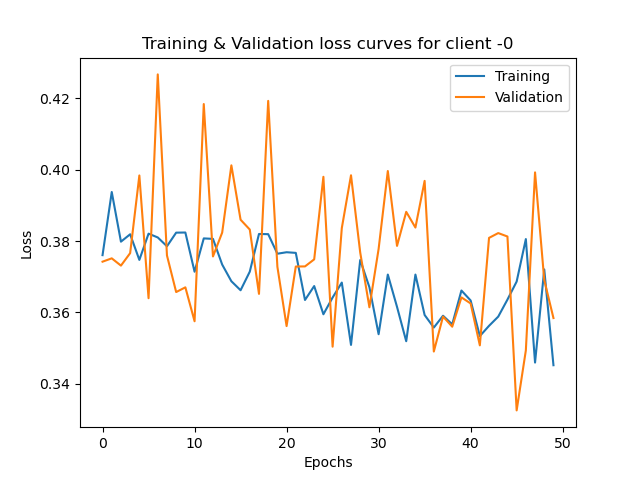 Training & Validation loss curves for client -0
Training
Validation
Loss
0.42
0.40
0.38
0.36
0.34
0 10 20 30 40 50
Epochs